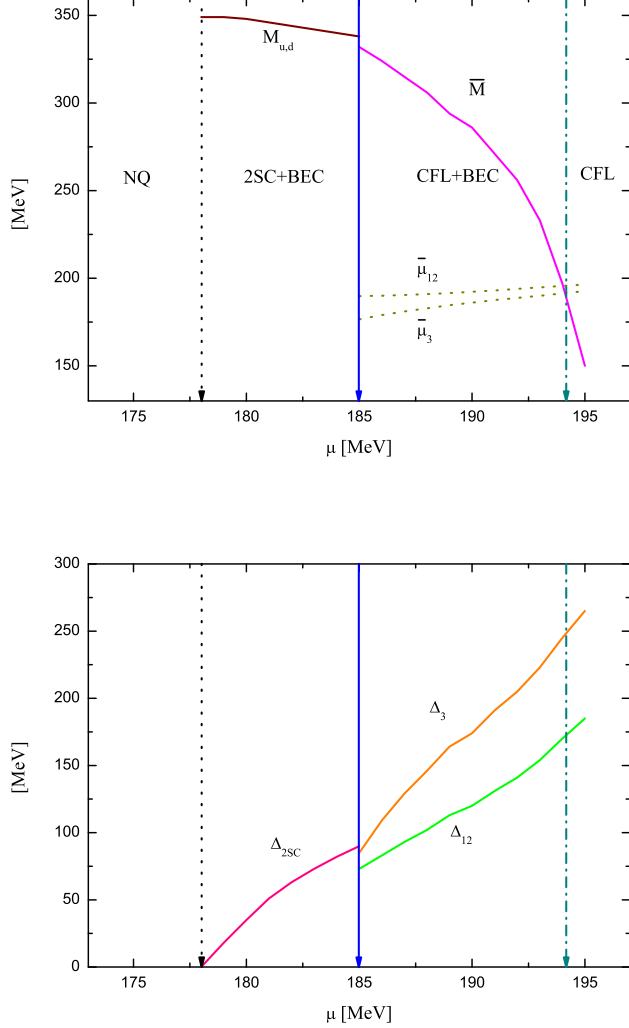 350
M_{u,d}
M̅
300
[MeV]
250
NQ
2SC+BEC
CFL+BEC
CFL
200
μ̅_{12}
μ̅_3
150
175 180 185 190 195
μ [MeV]
300
250
200
Δ_3
[MeV]
150
100
Δ_{2SC}
Δ_{12}
50
0
175 180 185 190 195
μ [MeV]